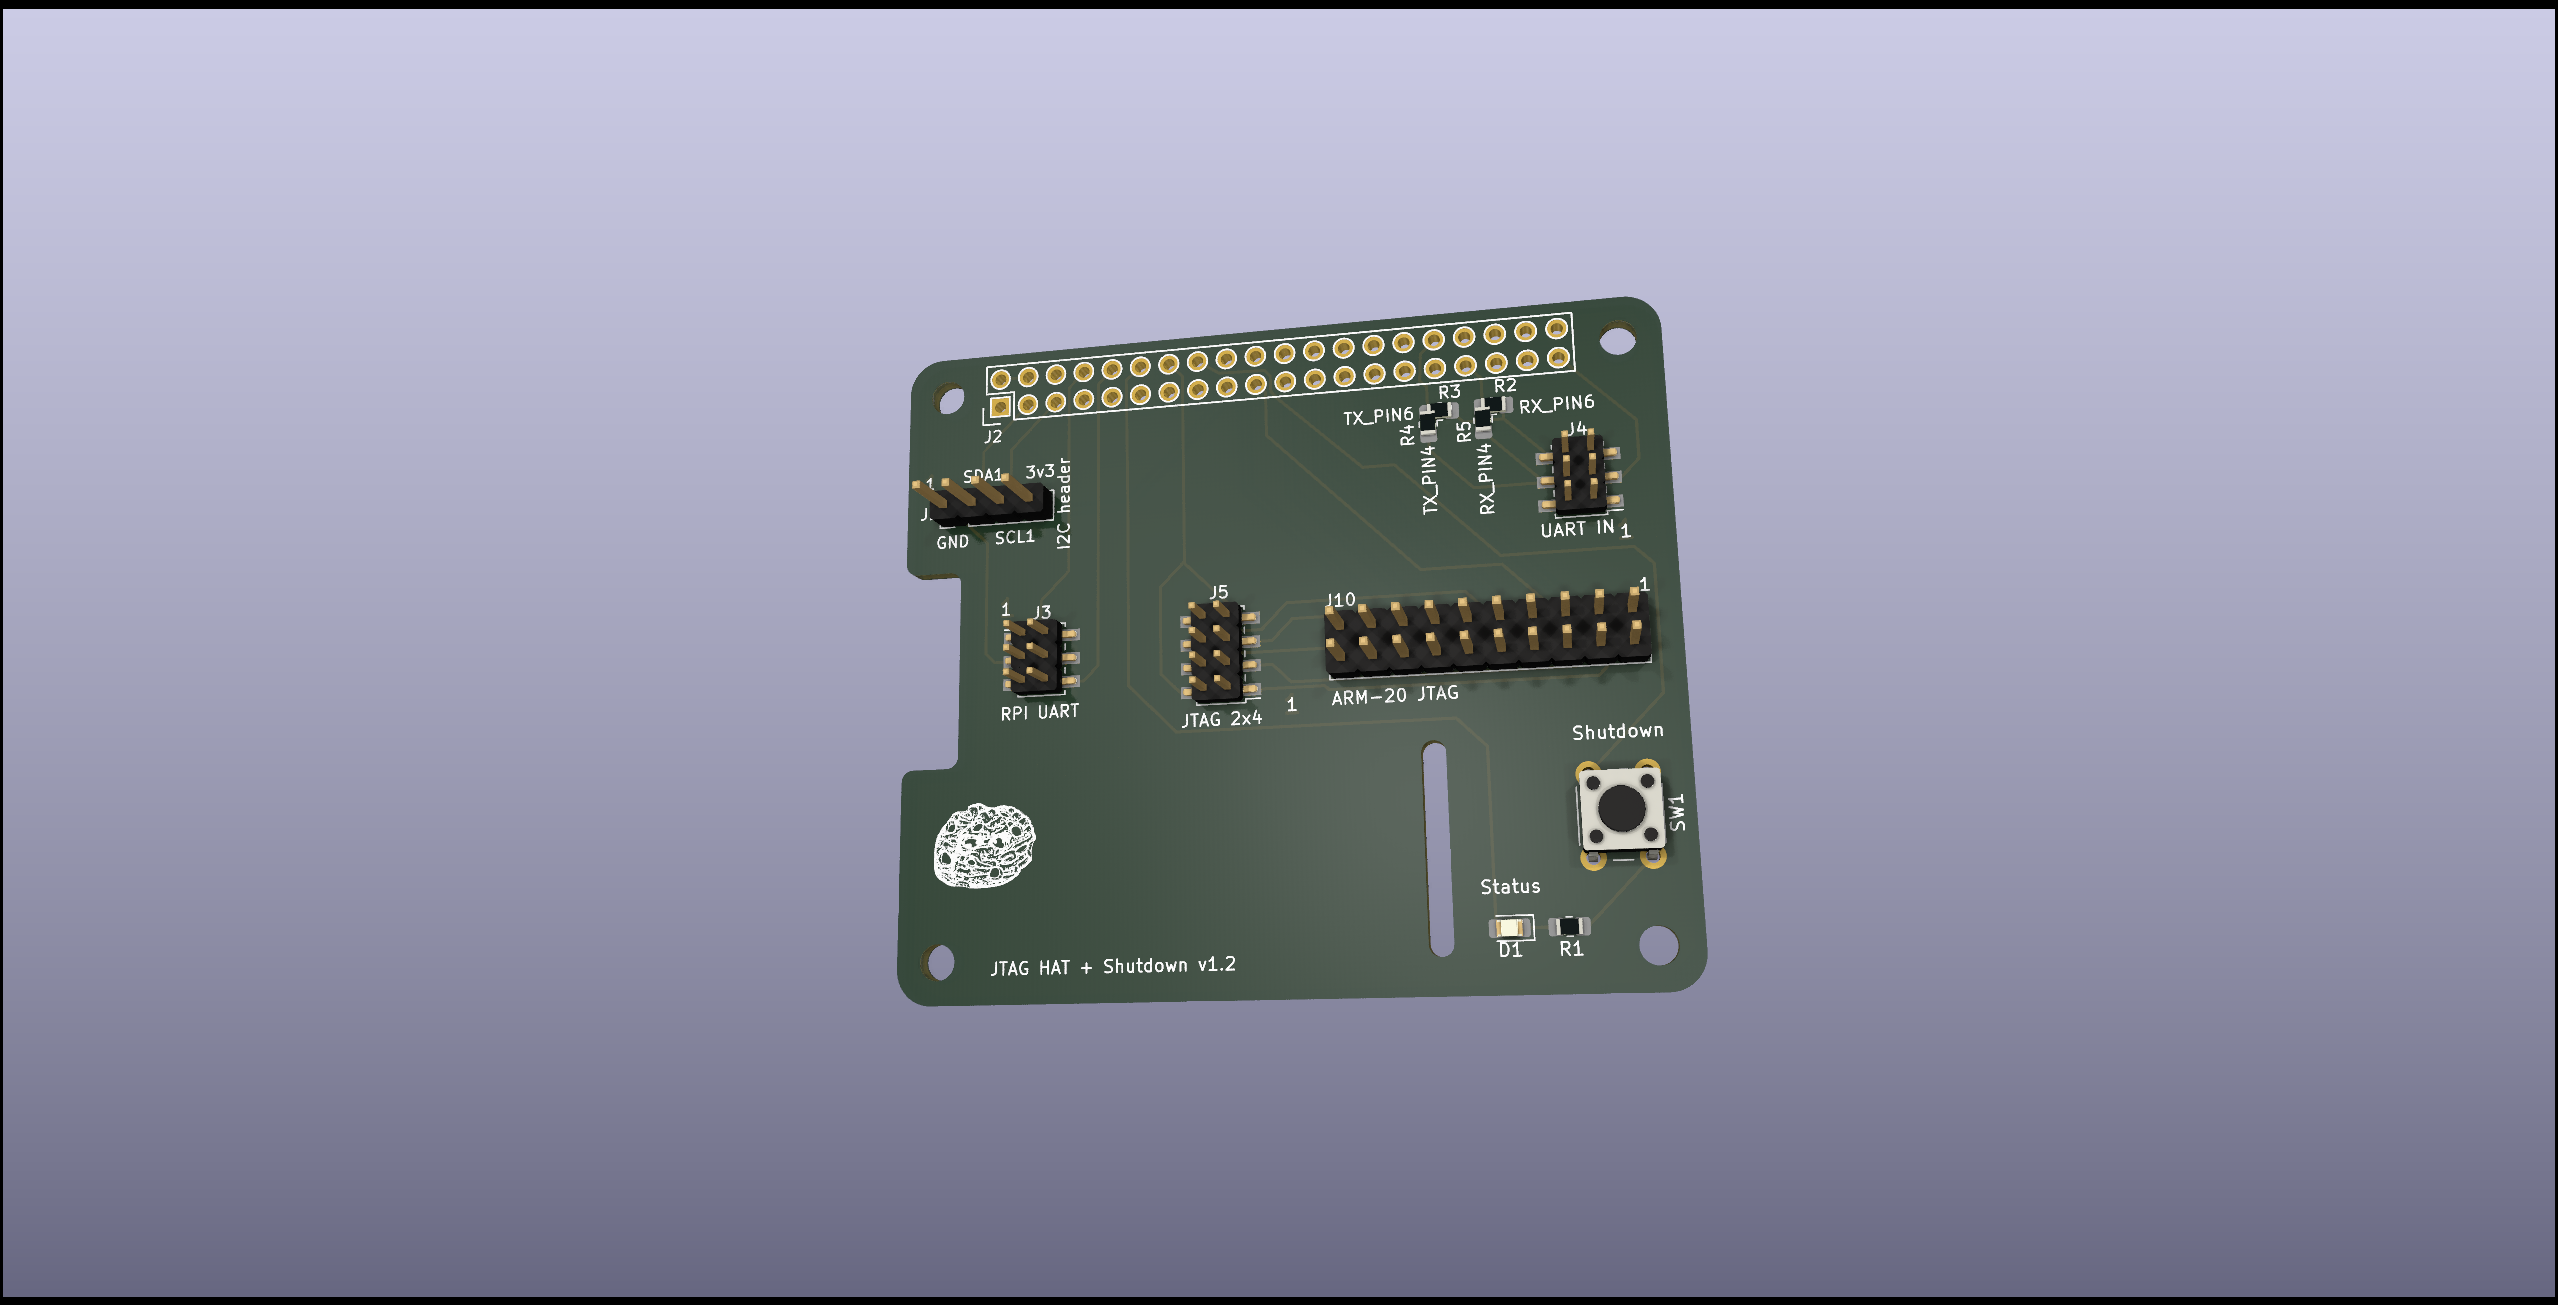 J2
R3
R2
TX_PIN6
RX_PIN6
R4
R5
TX_PIN4
RX_PIN4
J4
UART IN
1
1
SDA1
3v3
GND
SCL1
I2C header
1
J3
RPI UART
J5
JTAG 2x4
1
J10
1
ARM-20 JTAG
Shutdown
SW1
Status
D1
R1
JTAG HAT + Shutdown v1.2